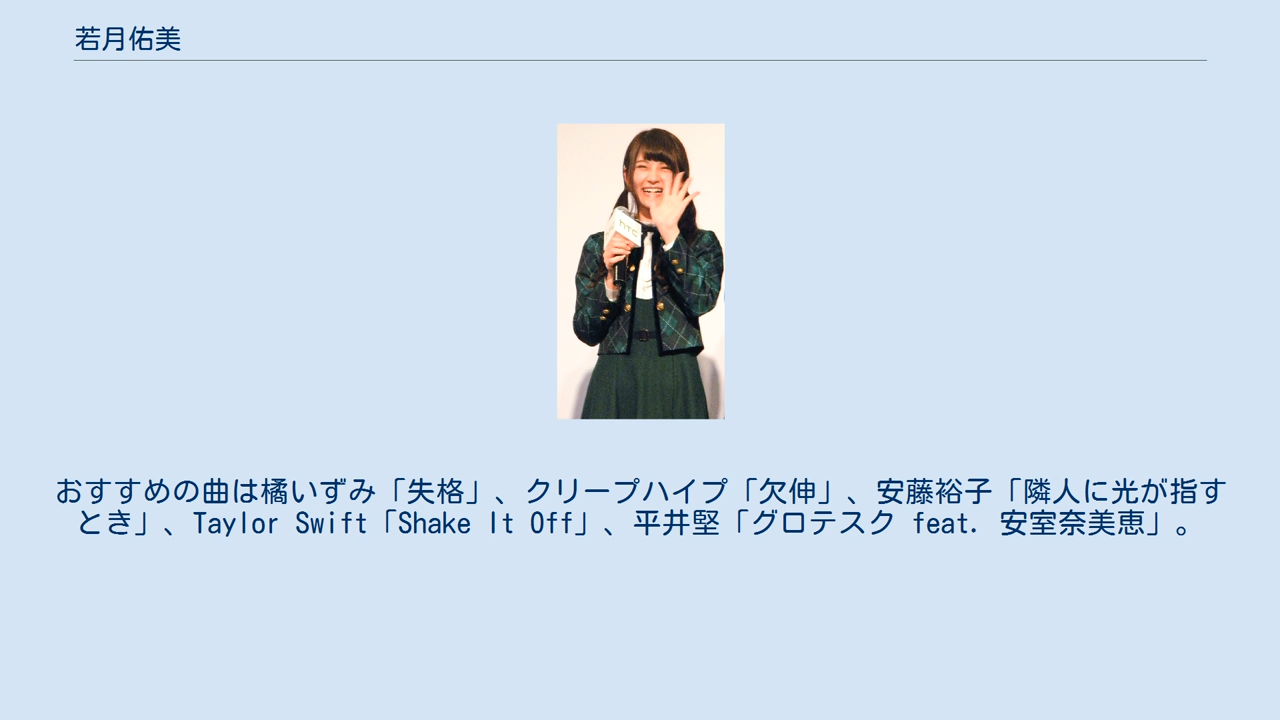 若月佑美
hTC
おすすめの曲は橘いずみ「失格」、クリープハイプ「欠伸」、安藤裕子「隣人に光が指す
とき」、Taylor Swift「Shake It Off」、平井堅「グロテスク feat. 安室奈美恵」。